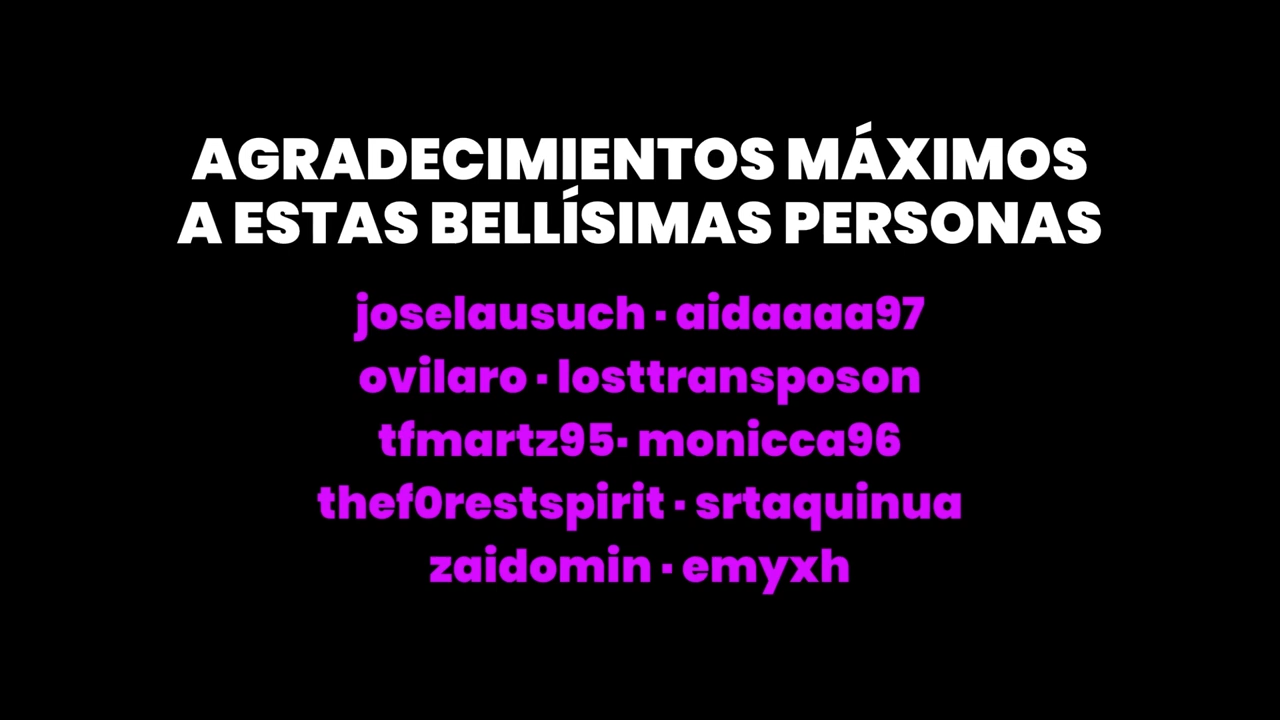 AGRADECIMIENTOS MÁXIMOS
A ESTAS BELLÍSIMAS PERSONAS
joselausuch · aidaaaa97
ovilaro · losttransposon
tfmartz95· monicca96
thef0restspirit · srtaquinua
zaidomin · emyxh